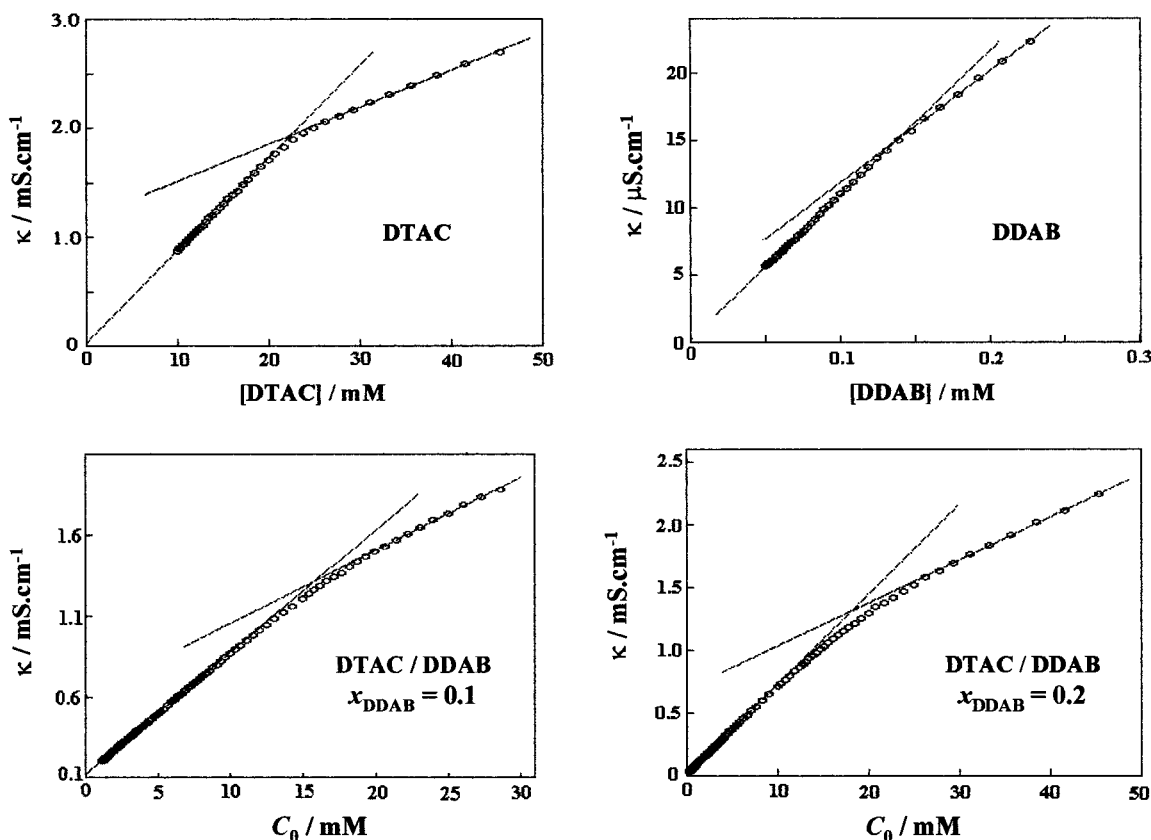 3.0
2.0
1.0
0
κ / mS.cm-1
DTAC
0 10 20 30 40 50
[DTAC] / mM
20
15
10
5
0
κ / μS.cm-1
DDAB
0 0.1 0.2 0.3
[DDAB] / mM
1.6
1.1
0.6
0.1
κ / mS.cm-1
DTAC / DDAB
xDDAB = 0.1
0 5 10 15 20 25 30
C0 / mM
2.5
2.0
1.5
1.0
0.5
0.0
κ / mS.cm-1
DTAC / DDAB
xDDAB = 0.2
0 10 20 30 40 50
C0 / mM